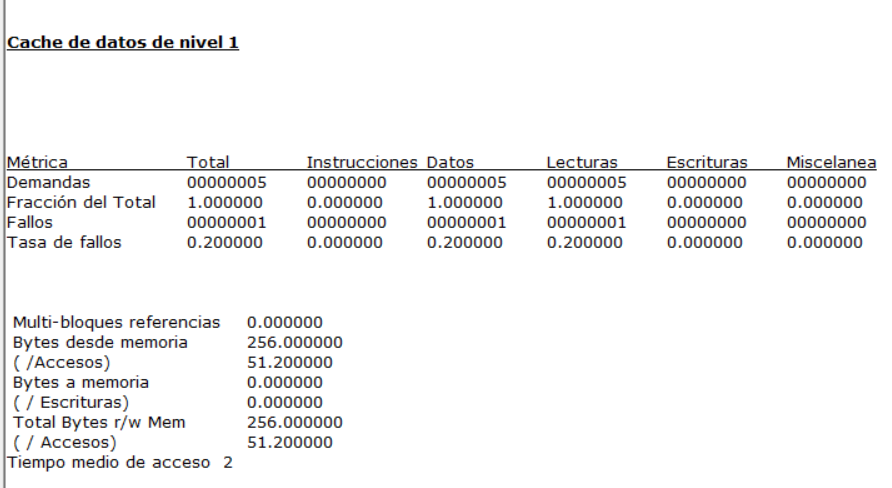 Cache de datos de nivel 1
Métrica Total Instrucciones Datos Lecturas Escrituras Miscelanea
Demandas 00000005 00000000 00000005 00000005 00000000 00000000
Fracción del Total 1.000000 0.000000 1.000000 1.000000 0.000000 0.000000
Fallos 00000001 00000000 00000001 00000001 00000000 00000000
Tasa de fallos 0.200000 0.000000 0.200000 0.200000 0.000000 0.000000
Multi-bloques referencias 0.000000
Bytes desde memoria 256.000000
( /Accesos) 51.200000
Bytes a memoria 0.000000
( / Escrituras) 0.000000
Total Bytes r/w Mem 256.000000
( / Accesos) 51.200000
Tiempo medio de acceso 2